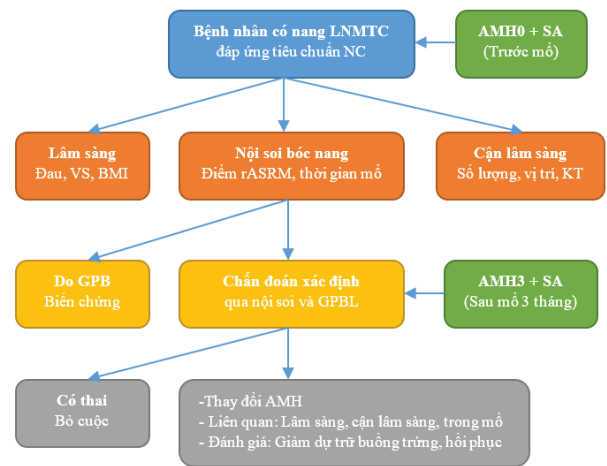 Bệnh nhân có nang LNMTC
đáp ứng tiêu chuẩn NC
AMH0 + SA
(Trước mổ)
Lâm sàng
Đau, VS, BMI
Nội soi bóc nang
Điểm rASRM, thời gian mổ
Cận lâm sàng
Số lượng, vị trí, KT
Do GPB
Biến chứng
Chẩn đoán xác định
qua nội soi và GPBL
AMH3 + SA
(Sau mổ 3 tháng)
Có thai
Bỏ cuộc
-Thay đổi AMH
- Liên quan: Lâm sàng, cận lâm sàng, trong mổ
- Đánh giá: Giảm dự trữ buồng trứng, hồi phục